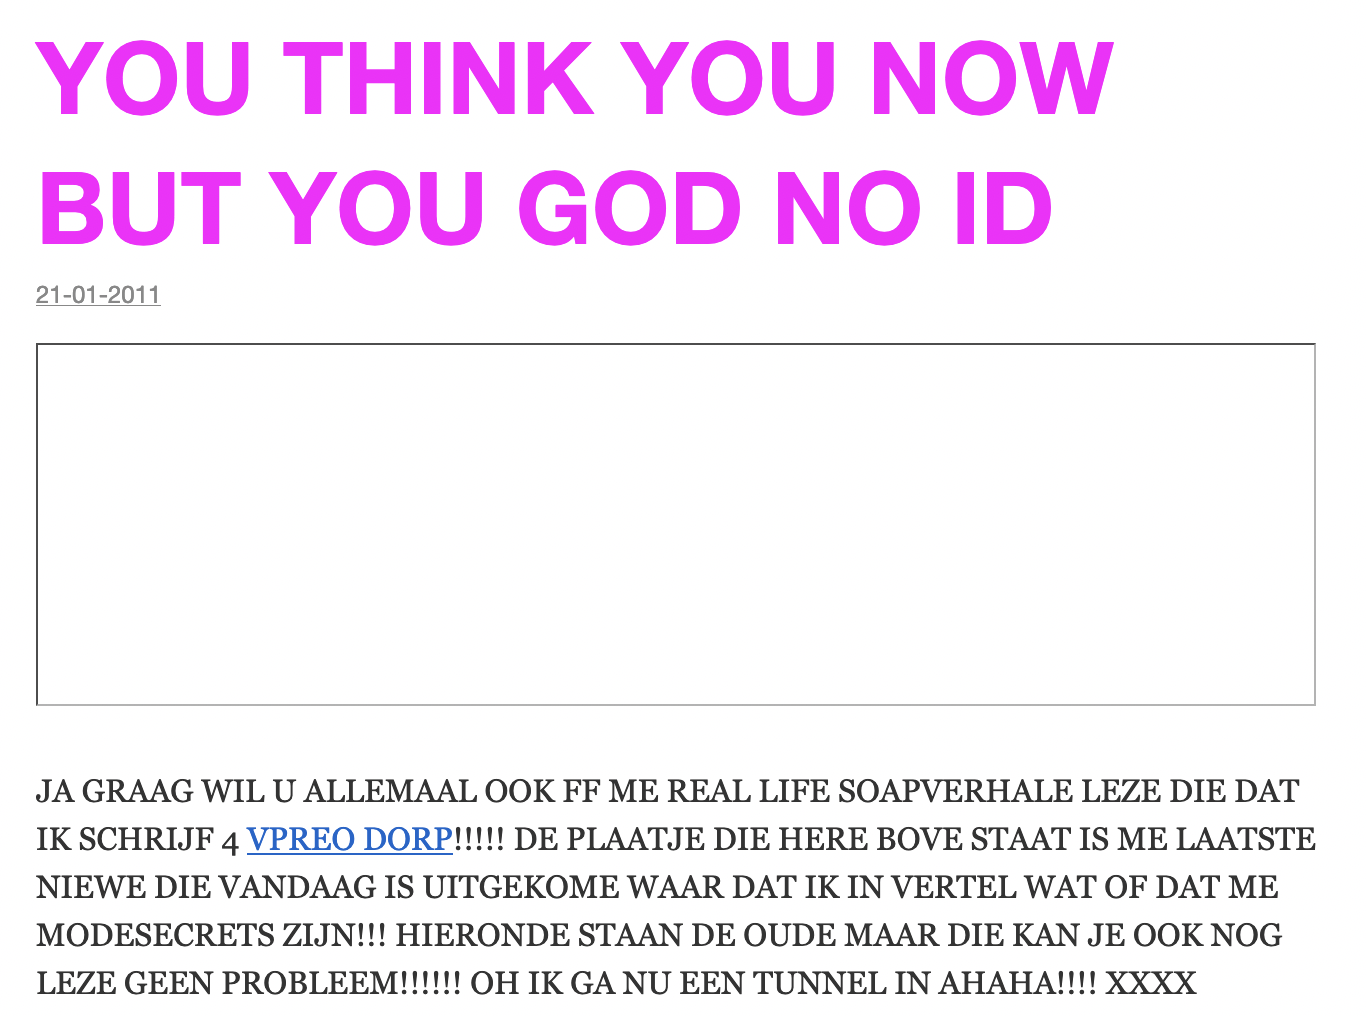 YOU THINK YOU NOW
BUT YOU GOD NO ID
21-01-2011
JA GRAAG WIL U ALLEMAAL OOK FF ME REAL LIFE SOAPVERHALE LEZE DIE DAT
IK SCHRIJF 4 VPREO DORP!!!!! DE PLAATJE DIE HERE BOVE STAAT IS ME LAATSTE
NIEWE DIE VANDAAG IS UITGEKOME WAAR DAT IK IN VERTEL WAT OF DAT ME
MODESECRETS ZIJN!!! HIERONDE STAAN DE OUDE MAAR DIE KAN JE OOK NOG
LEZE GEEN PROBLEEM!!!!!! OH IK GA NU EEN TUNNEL IN AHAHA!!!! XXXX